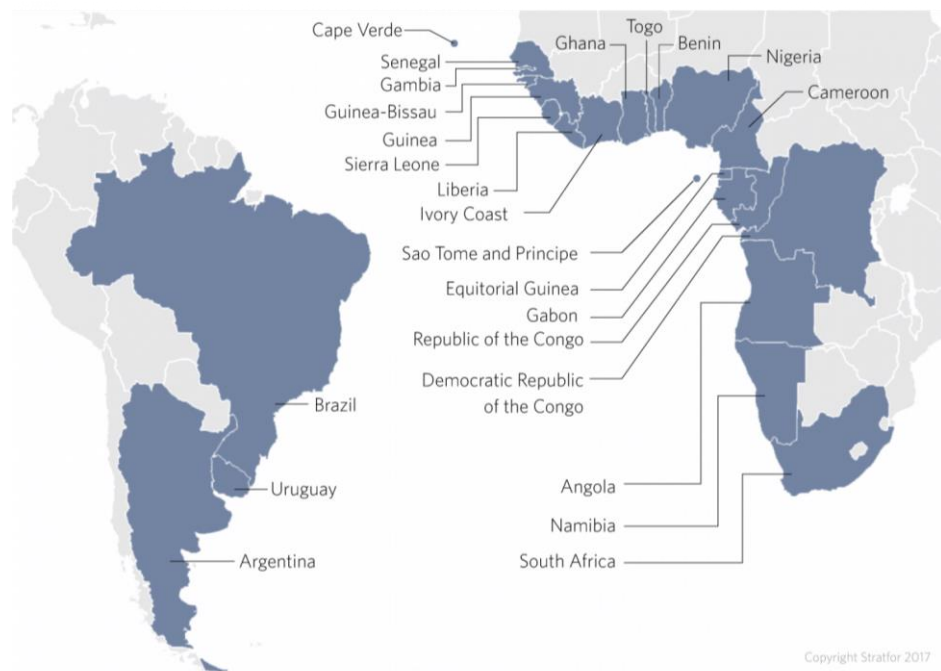 Cape Verde
Senegal
Gambia
Guinea-Bissau
Guinea
Sierra Leone
Liberia
Ivory Coast
Ghana
Togo
Benin
Nigeria
Cameroon
Sao Tome and Principe
Equitorial Guinea
Gabon
Republic of the Congo
Democratic Republic
of the Congo
Angola
Namibia
South Africa
Brazil
Uruguay
Argentina
Copyright Stratfor 2017